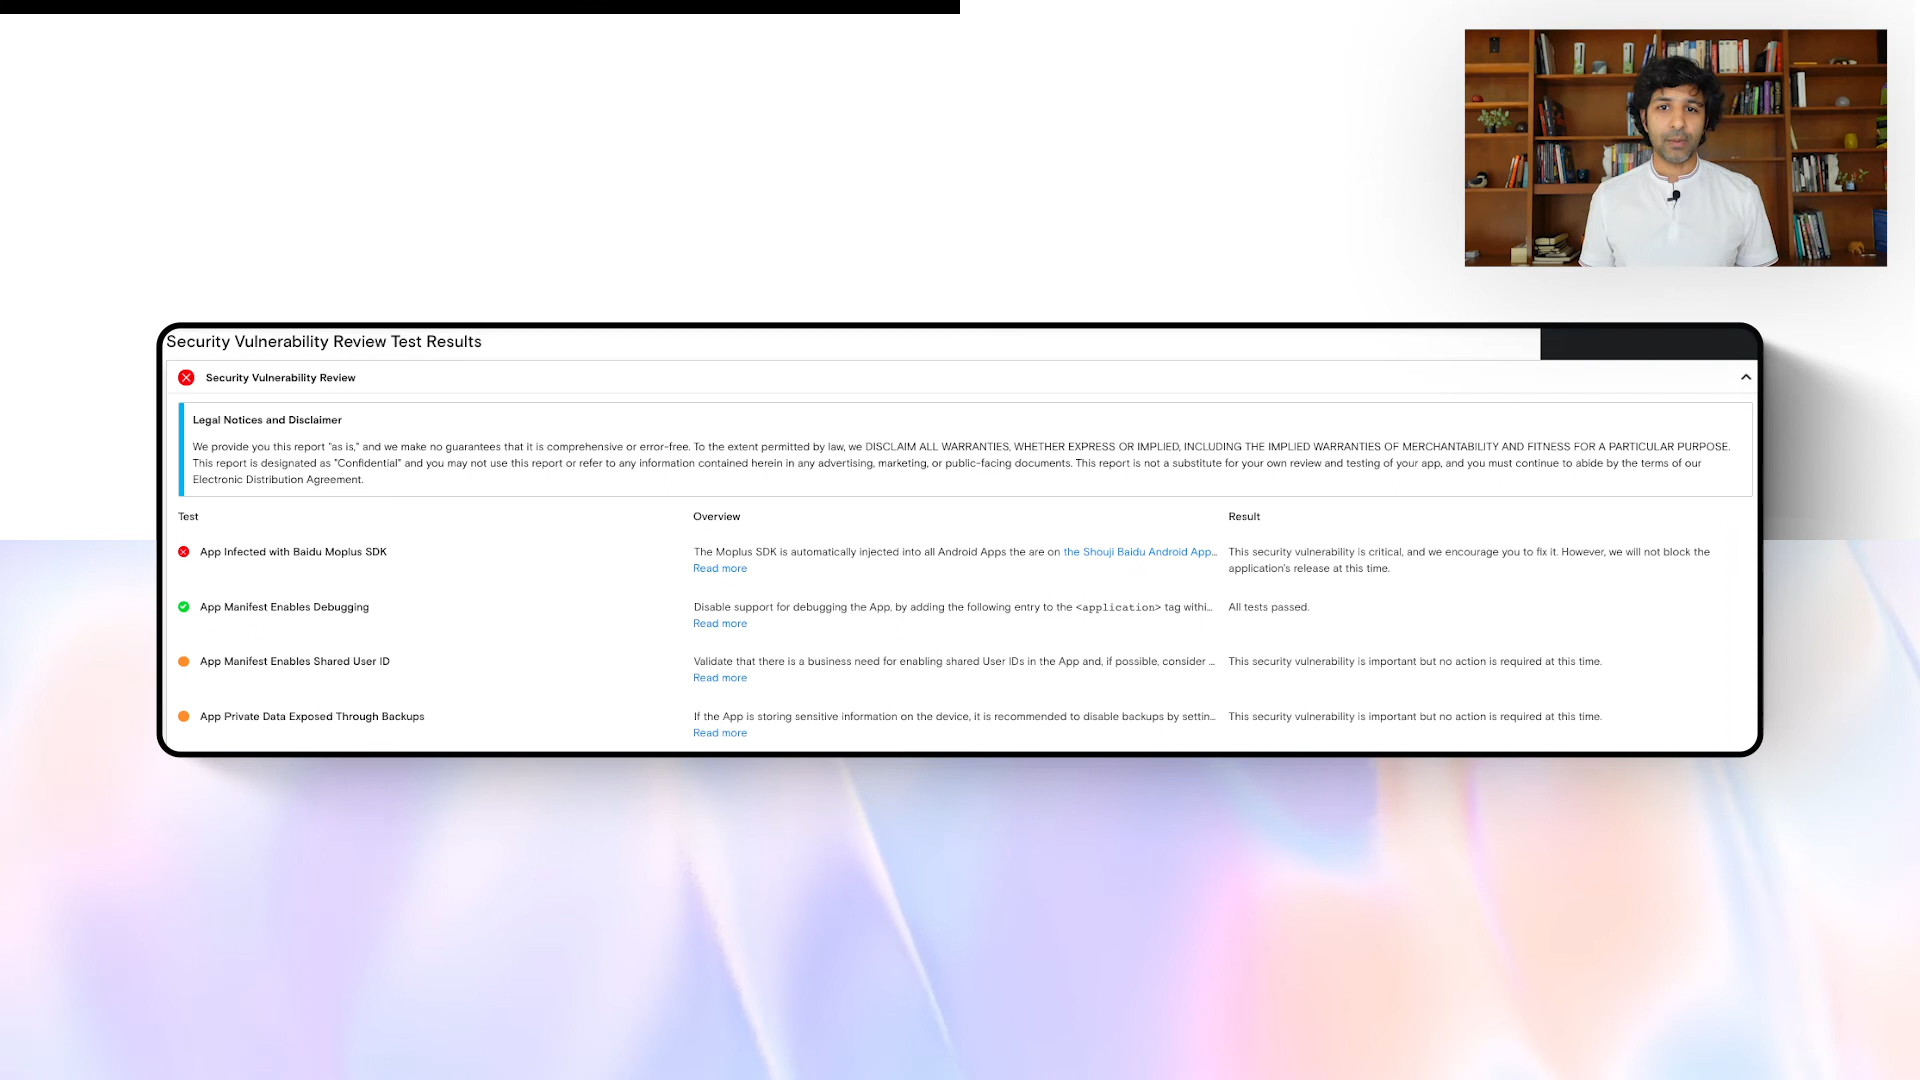 Security Vulnerability Review Test Results
Security Vulnerability Review
Legal Notices and Disclaimer
We provide you this report "as is," and we make no guarantees that it is comprehensive or error-free. To the extent permitted by law, we DISCLAIM ALL WARRANTIES, WHETHER EXPRESS OR IMPLIED, INCLUDING THE IMPLIED WARRANTIES OF MERCHANTABILITY AND FITNESS FOR A PARTICULAR PURPOSE.
This report is designated as "Confidential" and you may not use this report or refer to any information contained herein in any advertising, marketing, or public-facing documents. This report is not a substitute for your own review and testing of your app, and you must continue to abide by the terms of our
Electronic Distribution Agreement.
Test Overview Result
App Infected with Baidu Moplus SDK
The Moplus SDK is automatically injected into all Android Apps the are on the Shouji Baidu Android App...
Read more
This security vulnerability is critical, and we encourage you to fix it. However, we will not block the
application's release at this time.
App Manifest Enables Debugging
Disable support for debugging the App, by adding the following entry to the <application> tag withi...
Read more
All tests passed.
App Manifest Enables Shared User ID
Validate that there is a business need for enabling shared User IDs in the App and, if possible, consider ...
Read more
This security vulnerability is important but no action is required at this time.
App Private Data Exposed Through Backups
If the App is storing sensitive information on the device, it is recommended to disable backups by settin...
Read more
This security vulnerability is important but no action is required at this time.